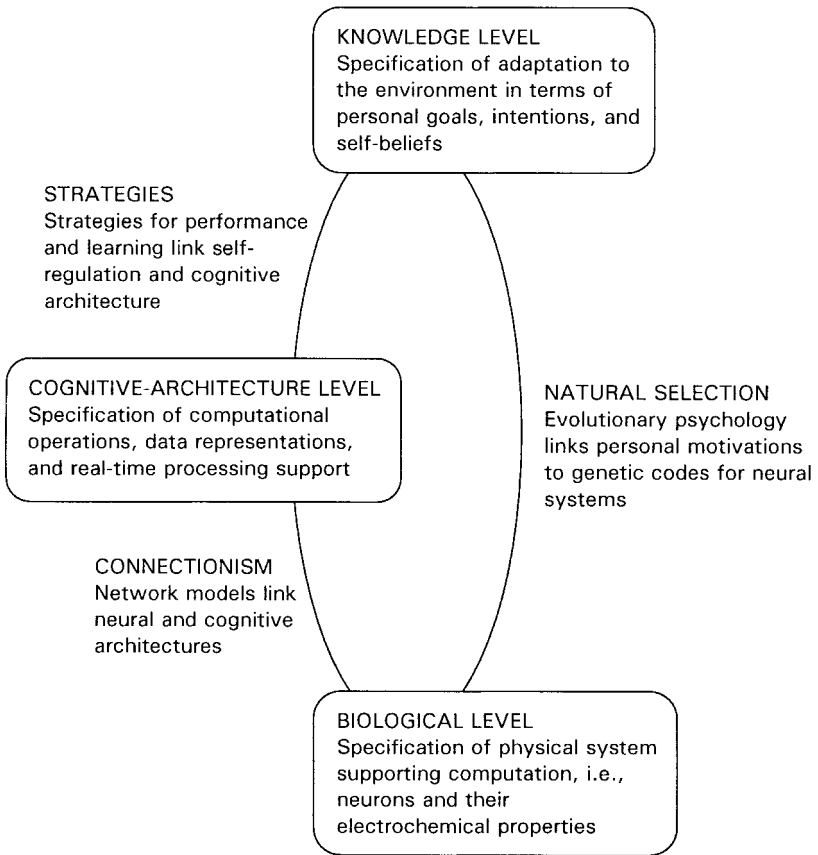 KNOWLEDGE LEVEL
Specification of adaptation to
the environment in terms of
personal goals, intentions, and
self-beliefs
STRATEGIES
Strategies for performance
and learning link self-
regulation and cognitive
architecture
COGNITIVE-ARCHITECTURE LEVEL
Specification of computational
operations, data representations,
and real-time processing support
NATURAL SELECTION
Evolutionary psychology
links personal motivations
to genetic codes for neural
systems
CONNECTIONISM
Network models link
neural and cognitive
architectures
BIOLOGICAL LEVEL
Specification of physical system
supporting computation, i.e.,
neurons and their
electrochemical properties